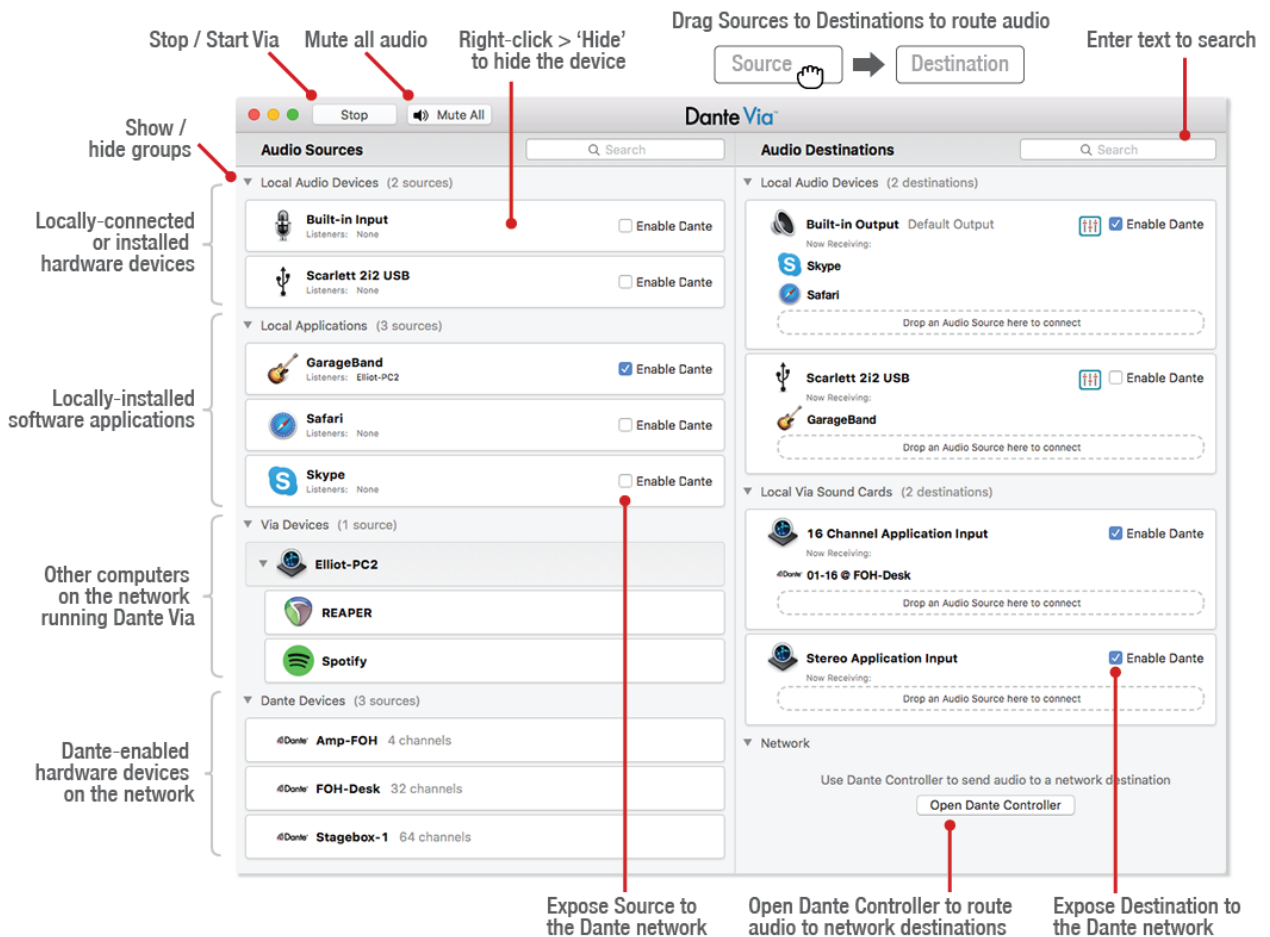 Drag Sources to Destinations to route audio
Stop / Start Via
Mute all audio
Right-click > ‘Hide’
to hide the device
Source
Destination
Enter text to search
Show /
hide groups
Stop
Mute All
Dante Via™
Audio Sources
Search
Audio Destinations
Search
Locally-connected
or installed
hardware devices
Local Audio Devices (2 sources)
Built-in Input
Listeners: None
Enable Dante
Scarlett 2i2 USB
Listeners: None
Enable Dante
Locally-installed
software applications
Local Applications (3 sources)
GarageBand
Listeners: Elliot-PC2
Enable Dante
Safari
Listeners: None
Enable Dante
Skype
Listeners: None
Enable Dante
Other computers
on the network
running Dante Via
Via Devices (1 source)
Elliot-PC2
REAPER
Spotify
Dante-enabled
hardware devices
on the network
Dante Devices (3 sources)
Dante Amp-FOH 4 channels
Dante FOH-Desk 32 channels
Dante Stagebox-1 64 channels
Local Audio Devices (2 destinations)
Built-in Output Default Output
Enable Dante
Now Receiving:
Skype
Safari
Drop an Audio Source here to connect
Scarlett 2i2 USB
Enable Dante
Now Receiving:
GarageBand
Drop an Audio Source here to connect
Local Via Sound Cards (2 destinations)
16 Channel Application Input
Enable Dante
Now Receiving:
Dante 01-16 @ FOH-Desk
Drop an Audio Source here to connect
Stereo Application Input
Enable Dante
Now Receiving:
Drop an Audio Source here to connect
Network
Use Dante Controller to send audio to a network destination
Open Dante Controller
Expose Source to
the Dante network
Open Dante Controller to route
audio to network destinations
Expose Destination to
the Dante network